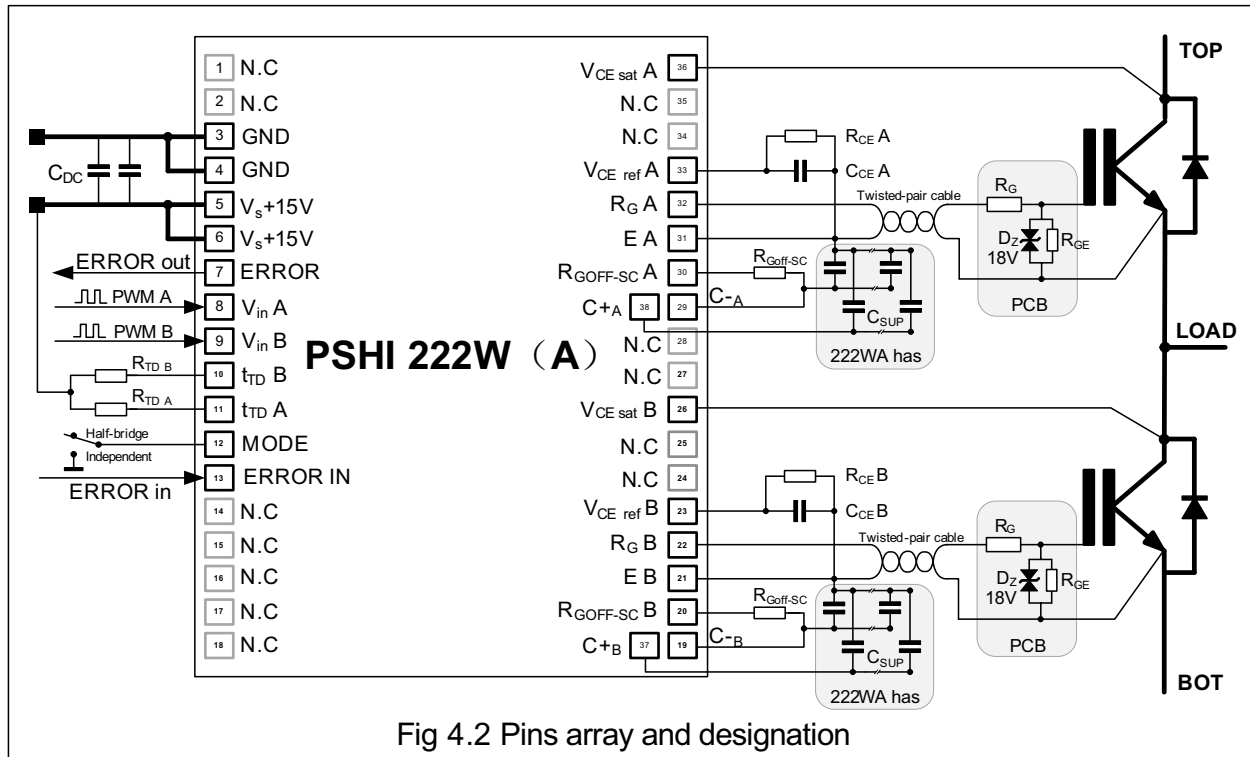 TOP
1 N.C
VCE sat A 36
2 N.C
N.C 35
3 GND
N.C 34
RCE A
CDC
4 GND
VCE ref A 33
CCE A
Twisted-pair cable
RG
5 Vs+15V
RG A 32
6 Vs+15V
E A 31
DZ
18V
RGE
ERROR out
7 ERROR
RGOFF-SC A 30
RGoff-SC
PCB
PWM A
8 Vin A
C+A 38
29 C-A
CSUP
PWM B
9 Vin B
N.C 28
222WA has
LOAD
PSHI 222W （A）
RTD B
10 tTD B
N.C 27
RTD A
11 tTD A
VCE sat B 26
Half-bridge
12 MODE
N.C 25
Independent
13 ERROR IN
N.C 24
ERROR in
RCE B
14 N.C
VCE ref B 23
CCE B
Twisted-pair cable
RG
15 N.C
RG B 22
16 N.C
E B 21
DZ
18V
RGE
17 N.C
RGOFF-SC B 20
RGoff-SC
PCB
18 N.C
C+B 37
19 C-B
CSUP
222WA has
BOT
Fig 4.2 Pins array and designation